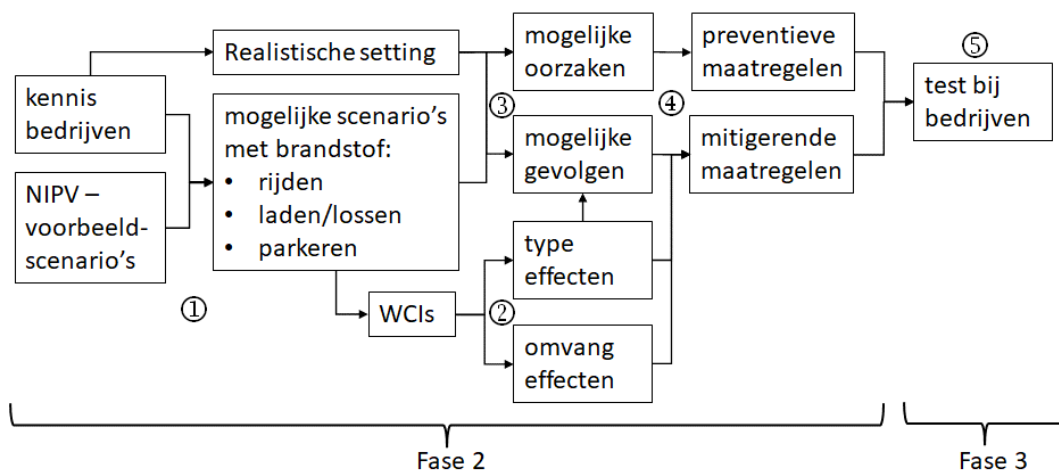 Realistische setting
kennis
bedrijven
NIPV –
voorbeeld-
scenario's
①
mogelijke scenario's
met brandstof:
• rijden
• laden/lossen
• parkeren
WCIs
②
③
mogelijke
oorzaken
mogelijke
gevolgen
type
effecten
omvang
effecten
④
preventieve
maatregelen
mitigerende
maatregelen
⑤
test bij
bedrijven
Fase 2
Fase 3